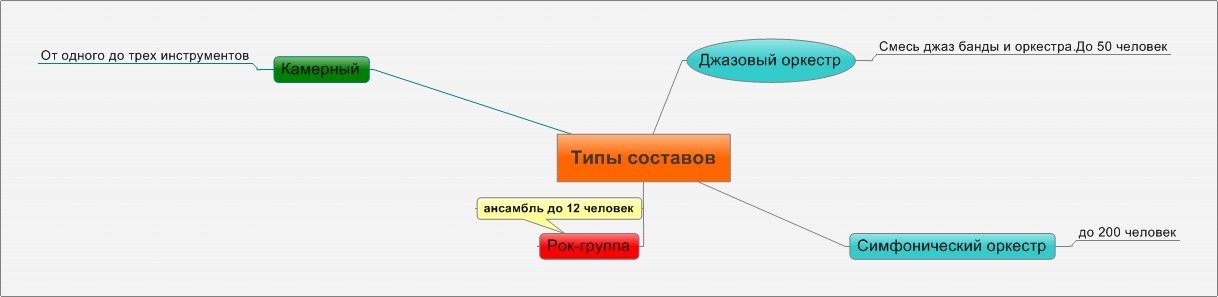 От одного до трех инструментов
Камерный
Джазовый оркестр
Смесь джаз банды и оркестра.До 50 человек
Типы составов
ансамбль до 12 человек
Рок-группа
Симфонический оркестр
до 200 человек